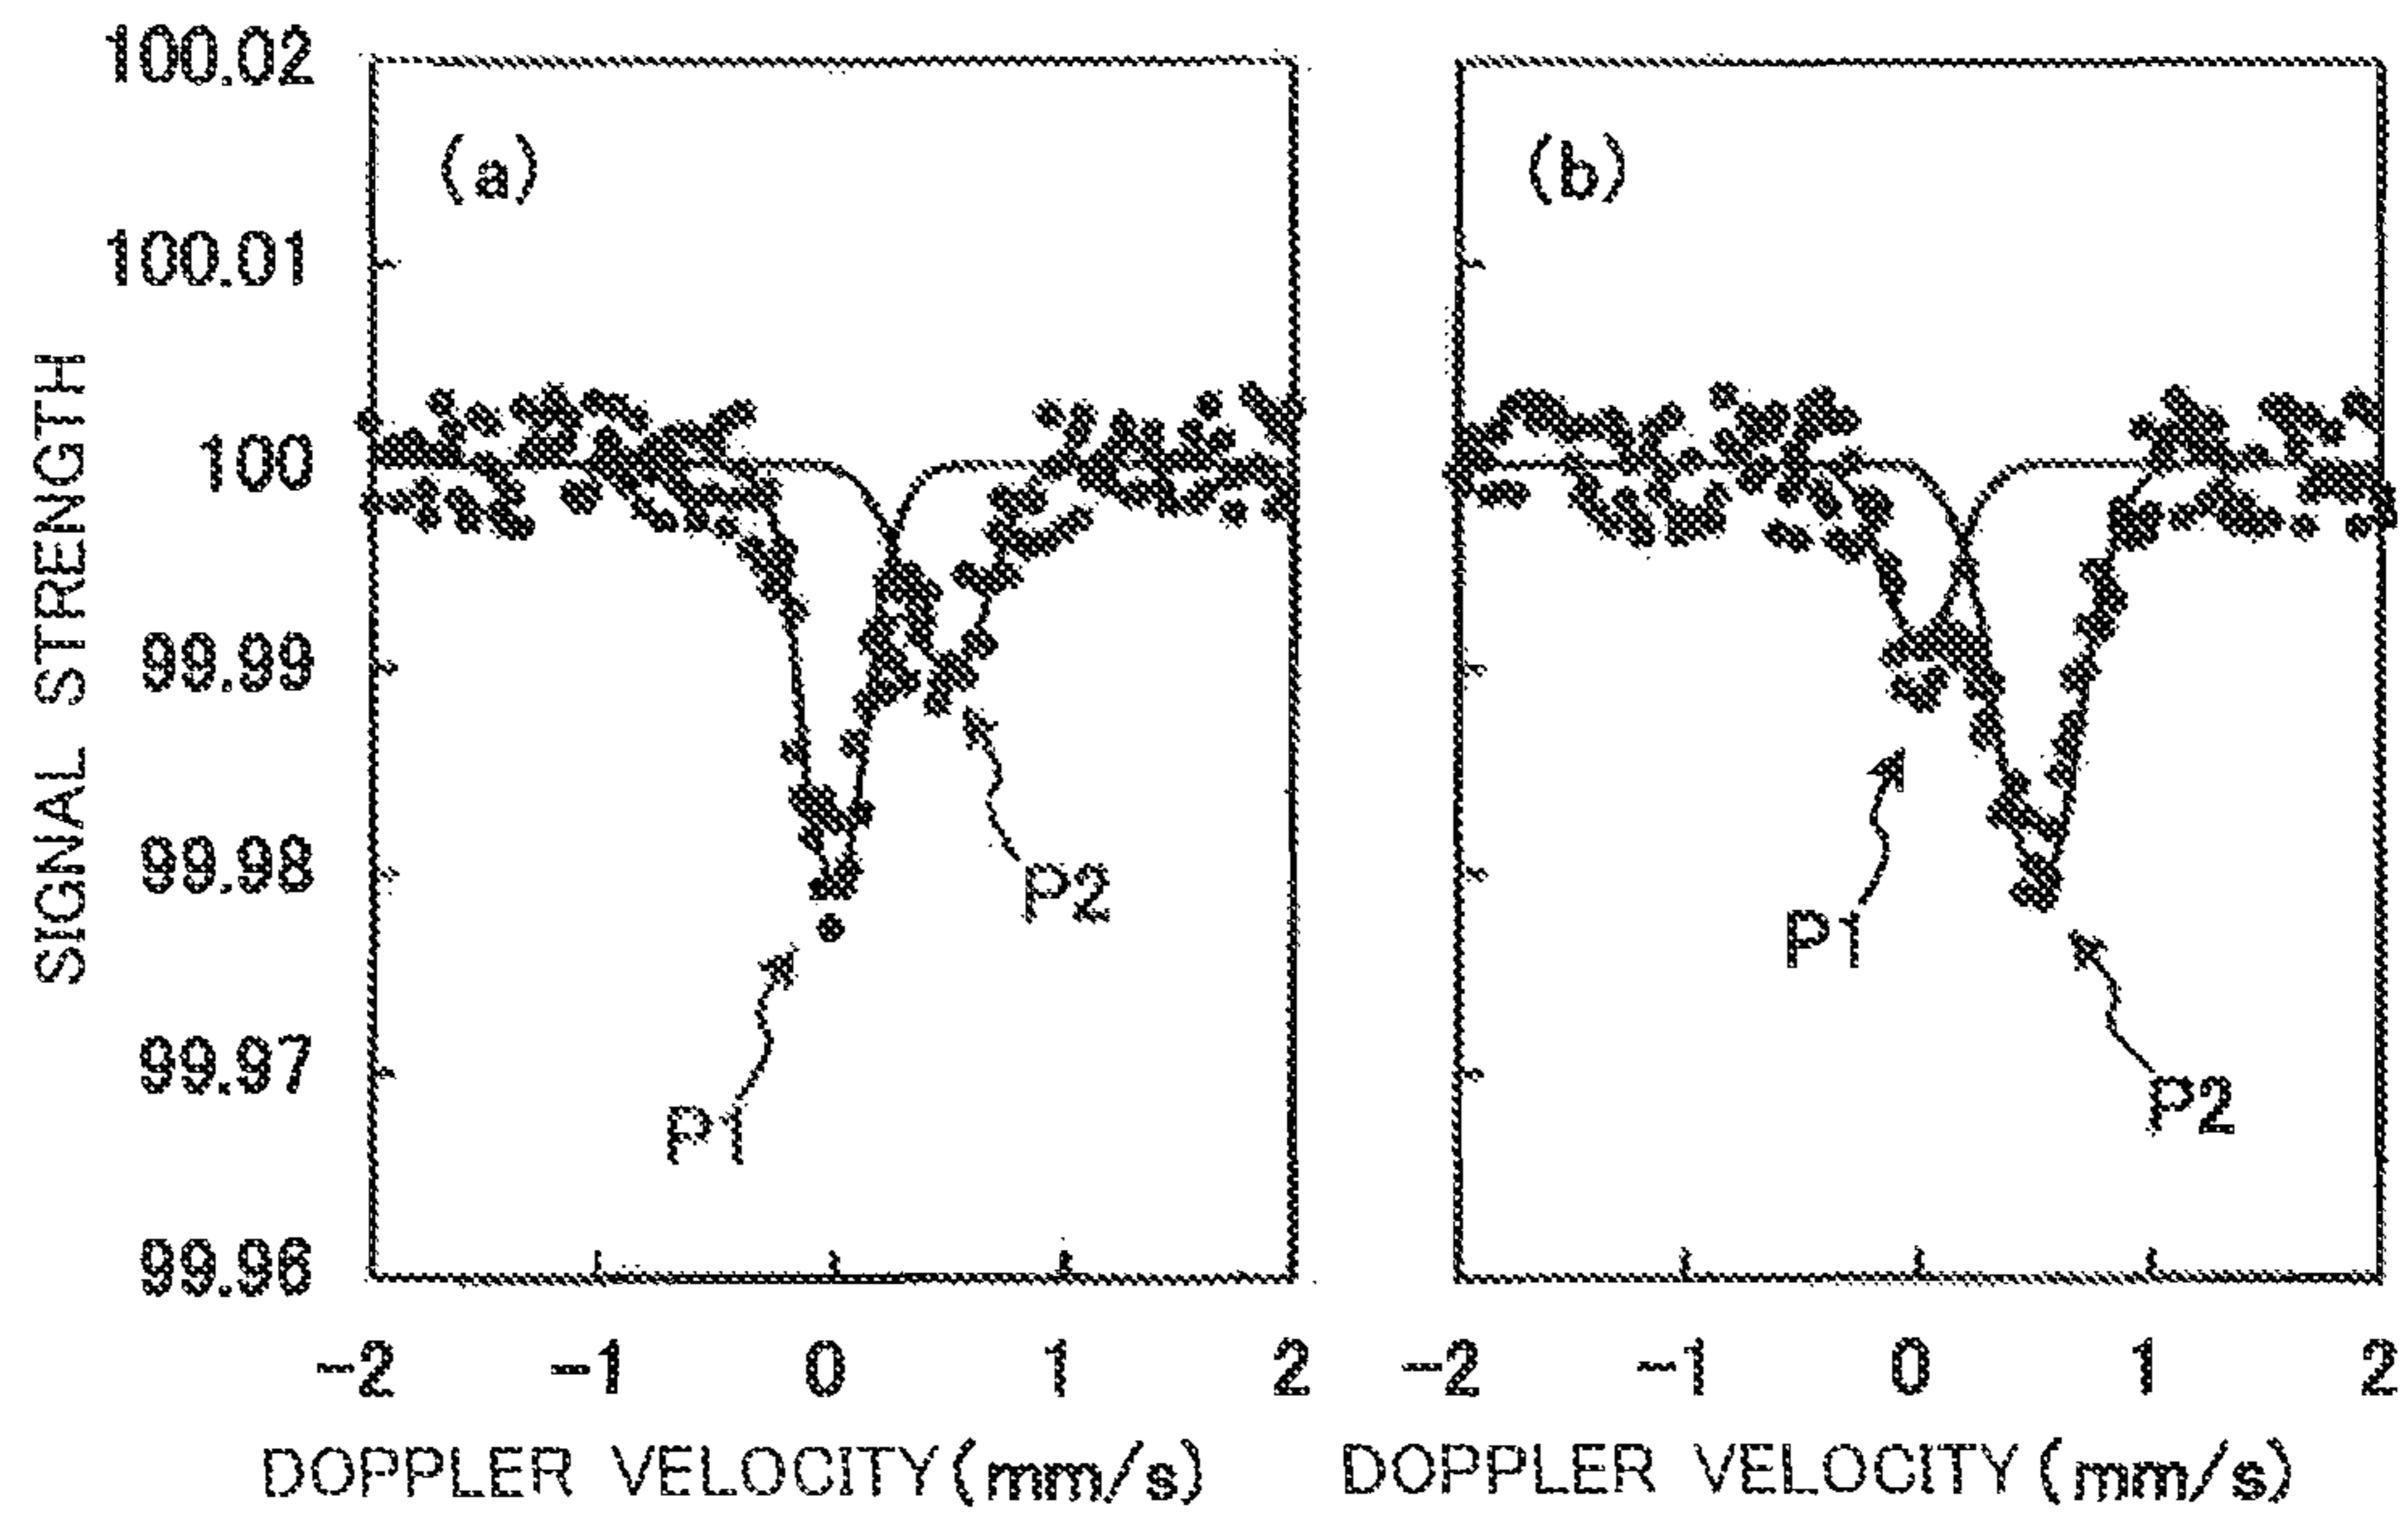 100.02
100.01
100
99.99
99.98
99.97
99.96
SIGNAL STRENGTH
(a)
P1
P2
-2 -1 0 1 2
DOPPLER VELOCITY(mm/s)
(b)
P1
P2
-2 -1 0 1 2
DOPPLER VELOCITY(mm/s)